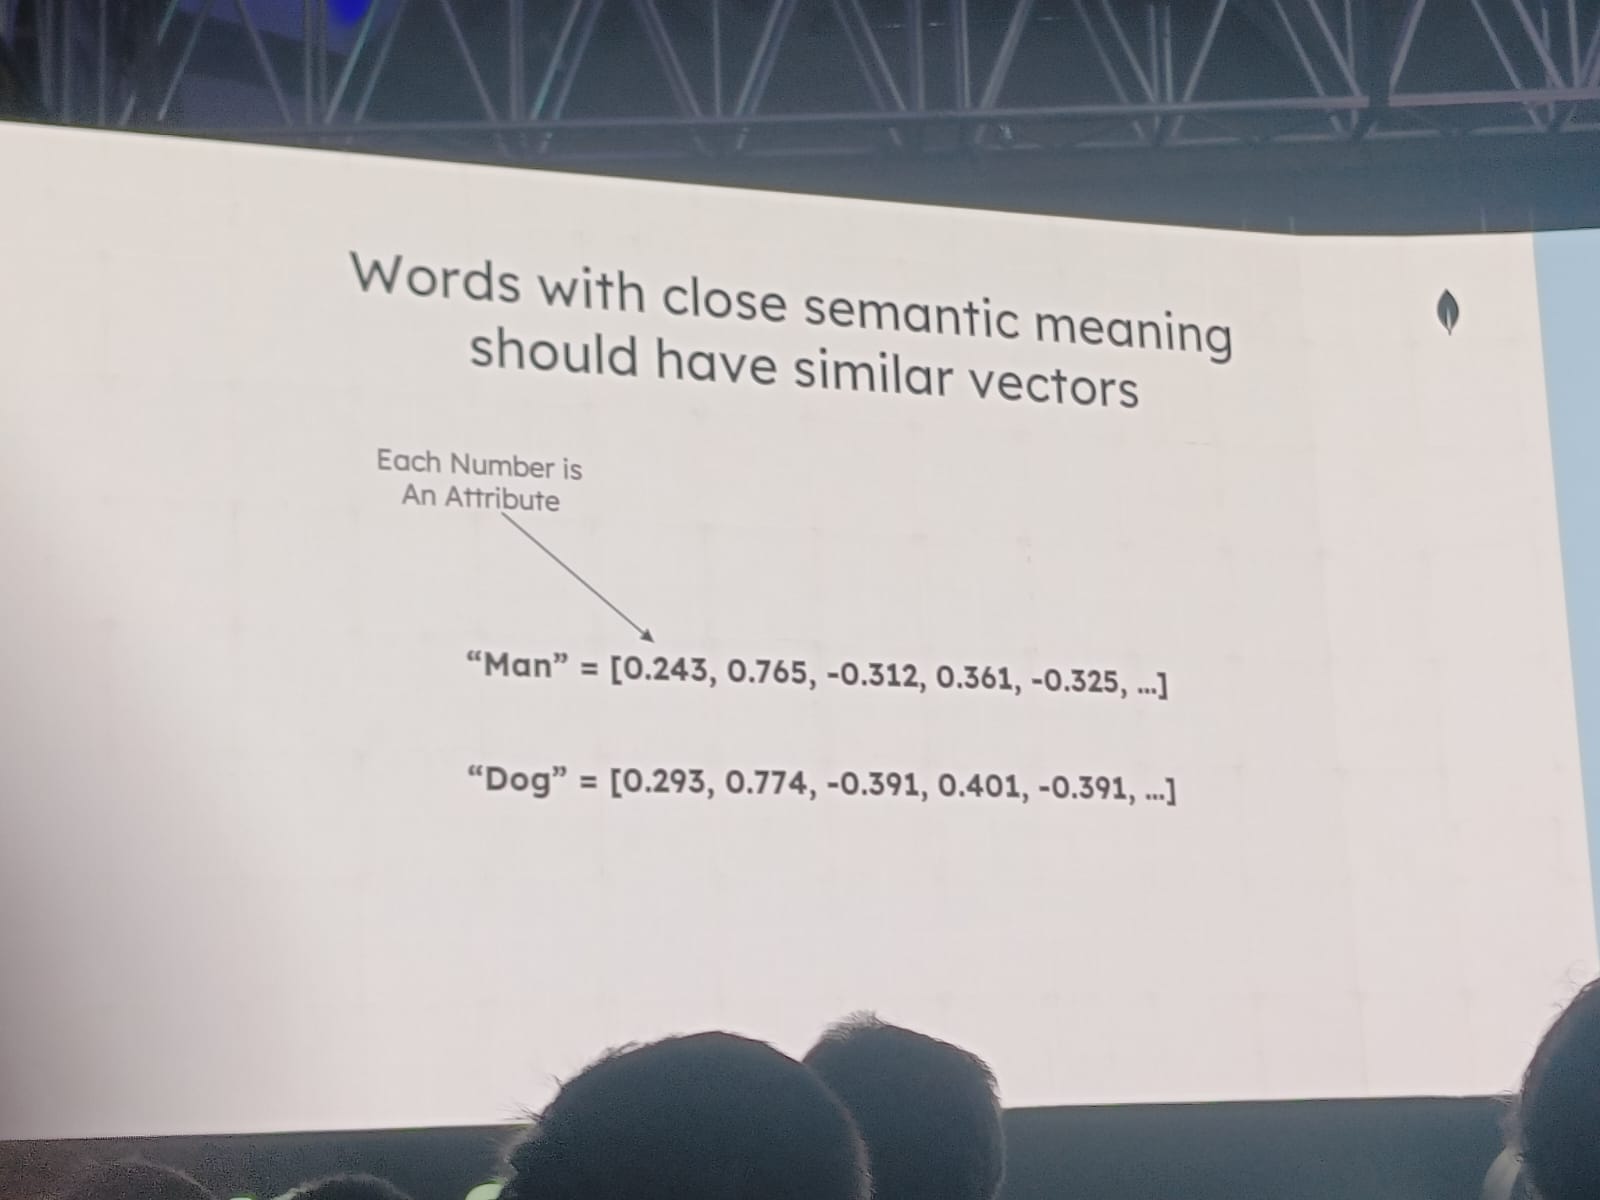 Words with close semantic meaning
should have similar vectors
Each Number is
An Attribute
“Man” = [0.243, 0.765, -0.312, 0.361, -0.325, ...]
“Dog” = [0.293, 0.774, -0.391, 0.401, -0.391, ...]